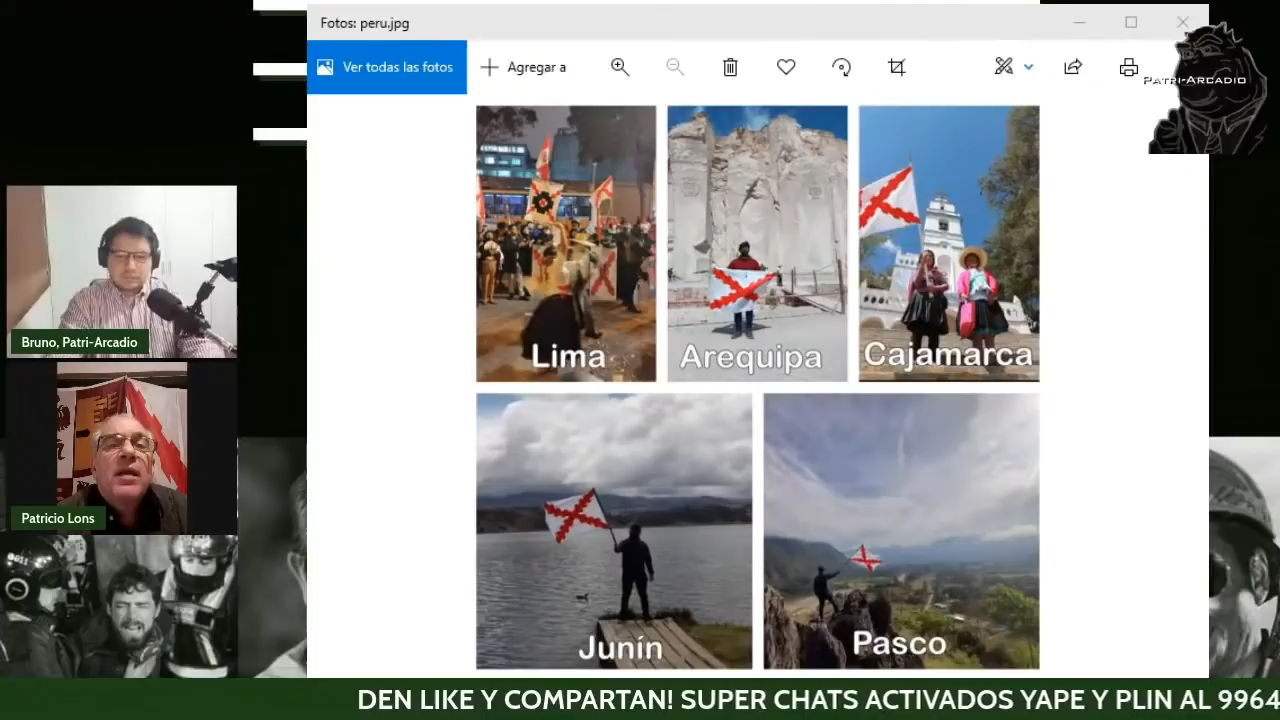 Fotos: peru.jpg
Ver todas las fotos
Agregar a
PATRI-ARCADIO
Lima
Arequipa
Cajamarca
Bruno, Patri-Arcadio
Patricio Lons
Junín
Pasco
DEN LIKE Y COMPARTAN! SUPER CHATS ACTIVADOS YAPE Y PLIN AL 9964